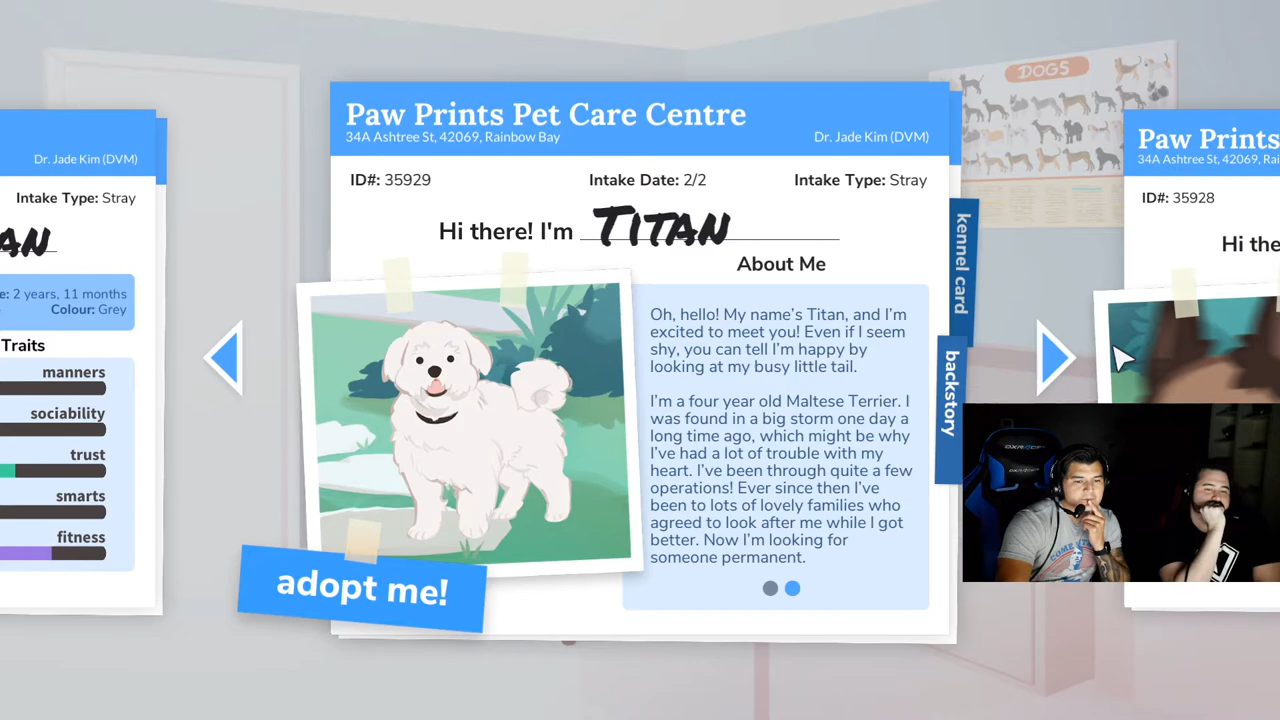 Dr. Jade Kim (DVM)
Intake Type: Stray
AN
e: 2 years, 11 months
Colour: Grey
Traits
manners
sociability
trust
smarts
fitness
Paw Prints Pet Care Centre
34A Ashtree St, 42069, Rainbow Bay
Dr. Jade Kim (DVM)
ID#: 35929
Intake Date: 2/2
Intake Type: Stray
Hi there! I'm TITAN
About Me
Oh, hello! My name's Titan, and I'm
excited to meet you! Even if I seem
shy, you can tell I'm happy by
looking at my busy little tail.
I'm a four year old Maltese Terrier. I
was found in a big storm one day a
long time ago, which might be why
I've had a lot of trouble with my
heart. I've been through quite a few
operations! Ever since then I've
been to lots of lovely families who
agreed to look after me while I got
better. Now I'm looking for
someone permanent.
adopt me!
kennel card
backstory
DOGS
Paw Prints
34A Ashtree St, 42069, Rai
ID#: 35928
Hi the